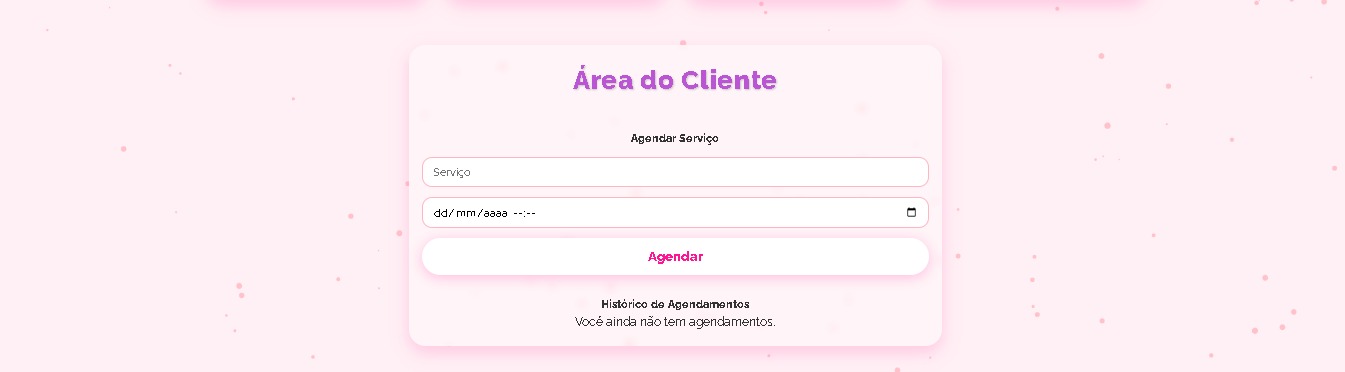 Área do Cliente
Agendar Serviço
Serviço
dd/mm/aaaa --:--
Agendar
Histórico de Agendamentos
Você ainda não tem agendamentos.